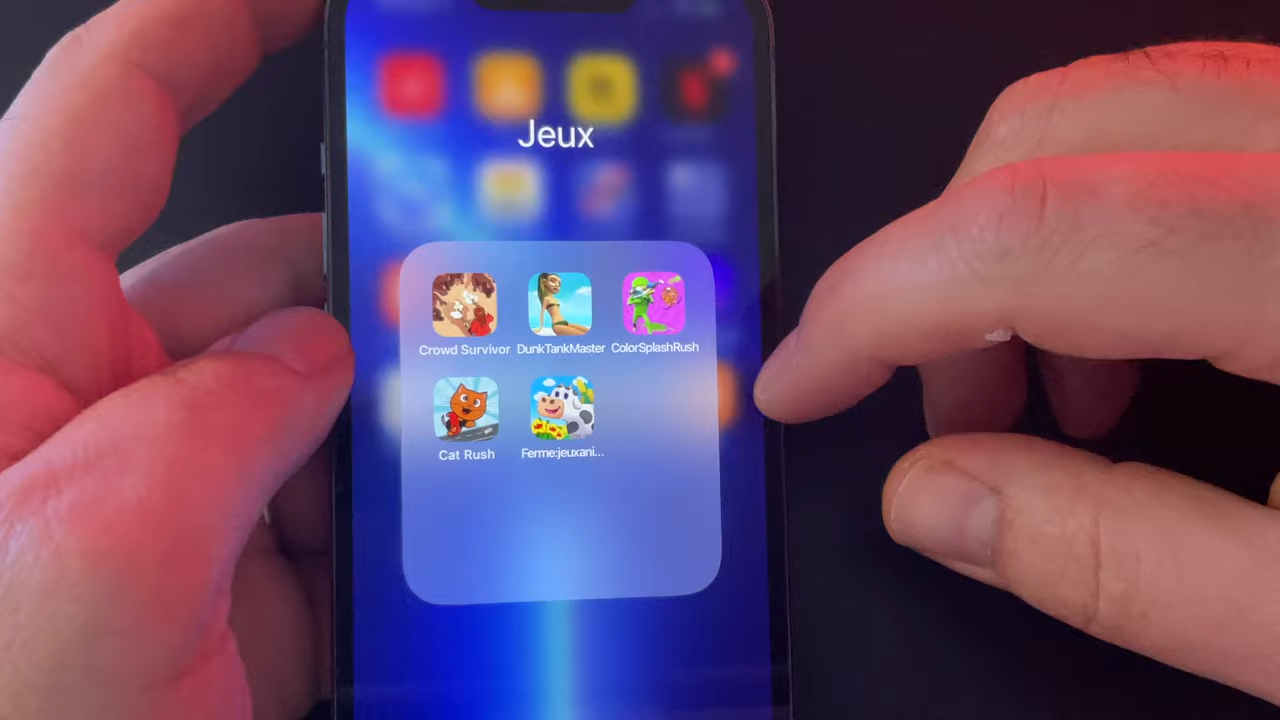 Jeux
Crowd Survivor
DunkTankMaster
ColorSplashRush
Cat Rush
Ferme:jeuxani...